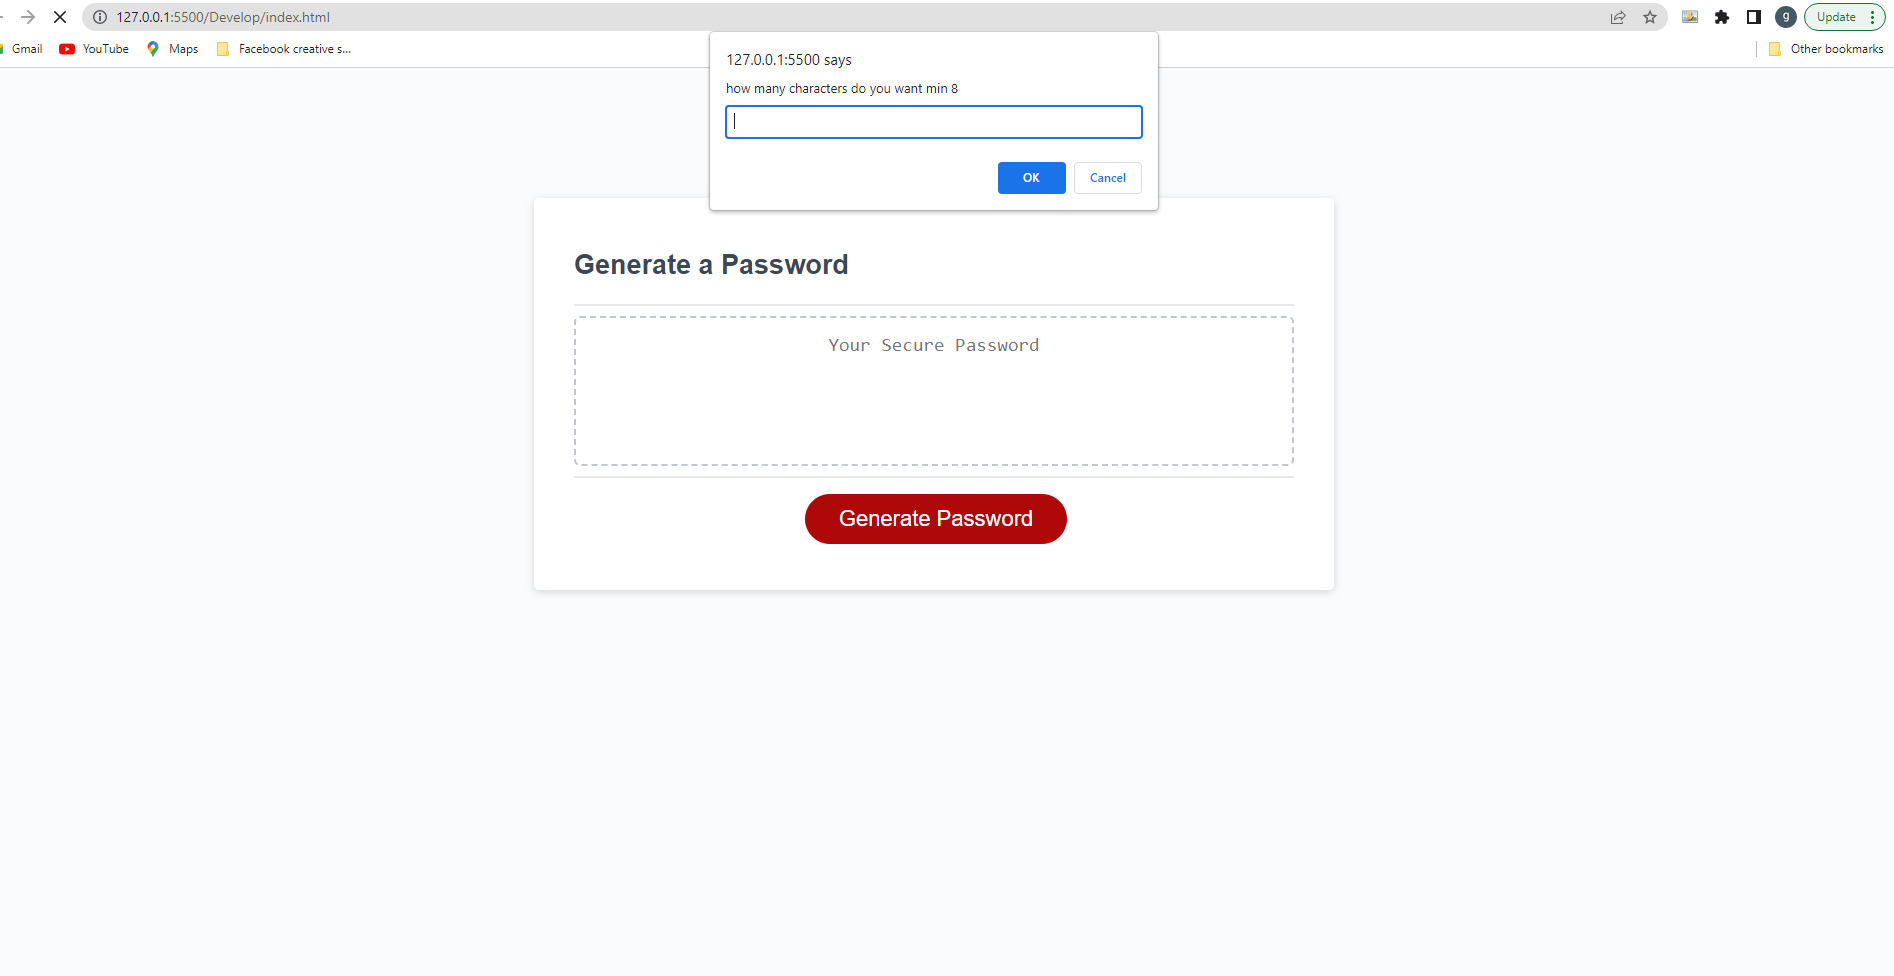 127.0.0.1:5500/Develop/index.html
g
Update
Gmail
YouTube
Maps
Facebook creative s...
Other bookmarks
127.0.0.1:5500 says
how many characters do you want min 8
OK
Cancel
Generate a Password
Your Secure Password
Generate Password